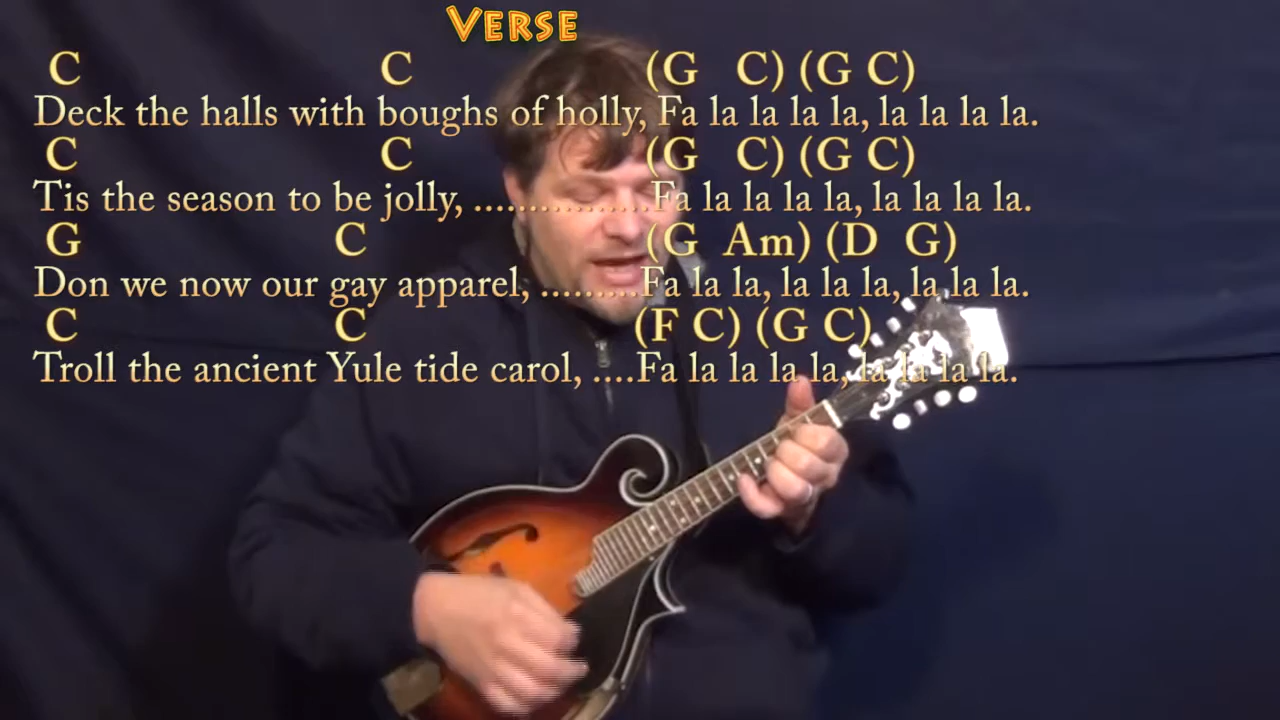 VERSE
C C (G C) (G C)
Deck the halls with boughs of holly, Fa la la la la, la la la la.
C C (G C) (G C)
Tis the season to be jolly, ................Fa la la la la, la la la la.
G C (G Am) (D G)
Don we now our gay apparel, .........Fa la la, la la la, la la la.
C C (F C) (G C)
Troll the ancient Yule tide carol, ....Fa la la la la, la la la la.